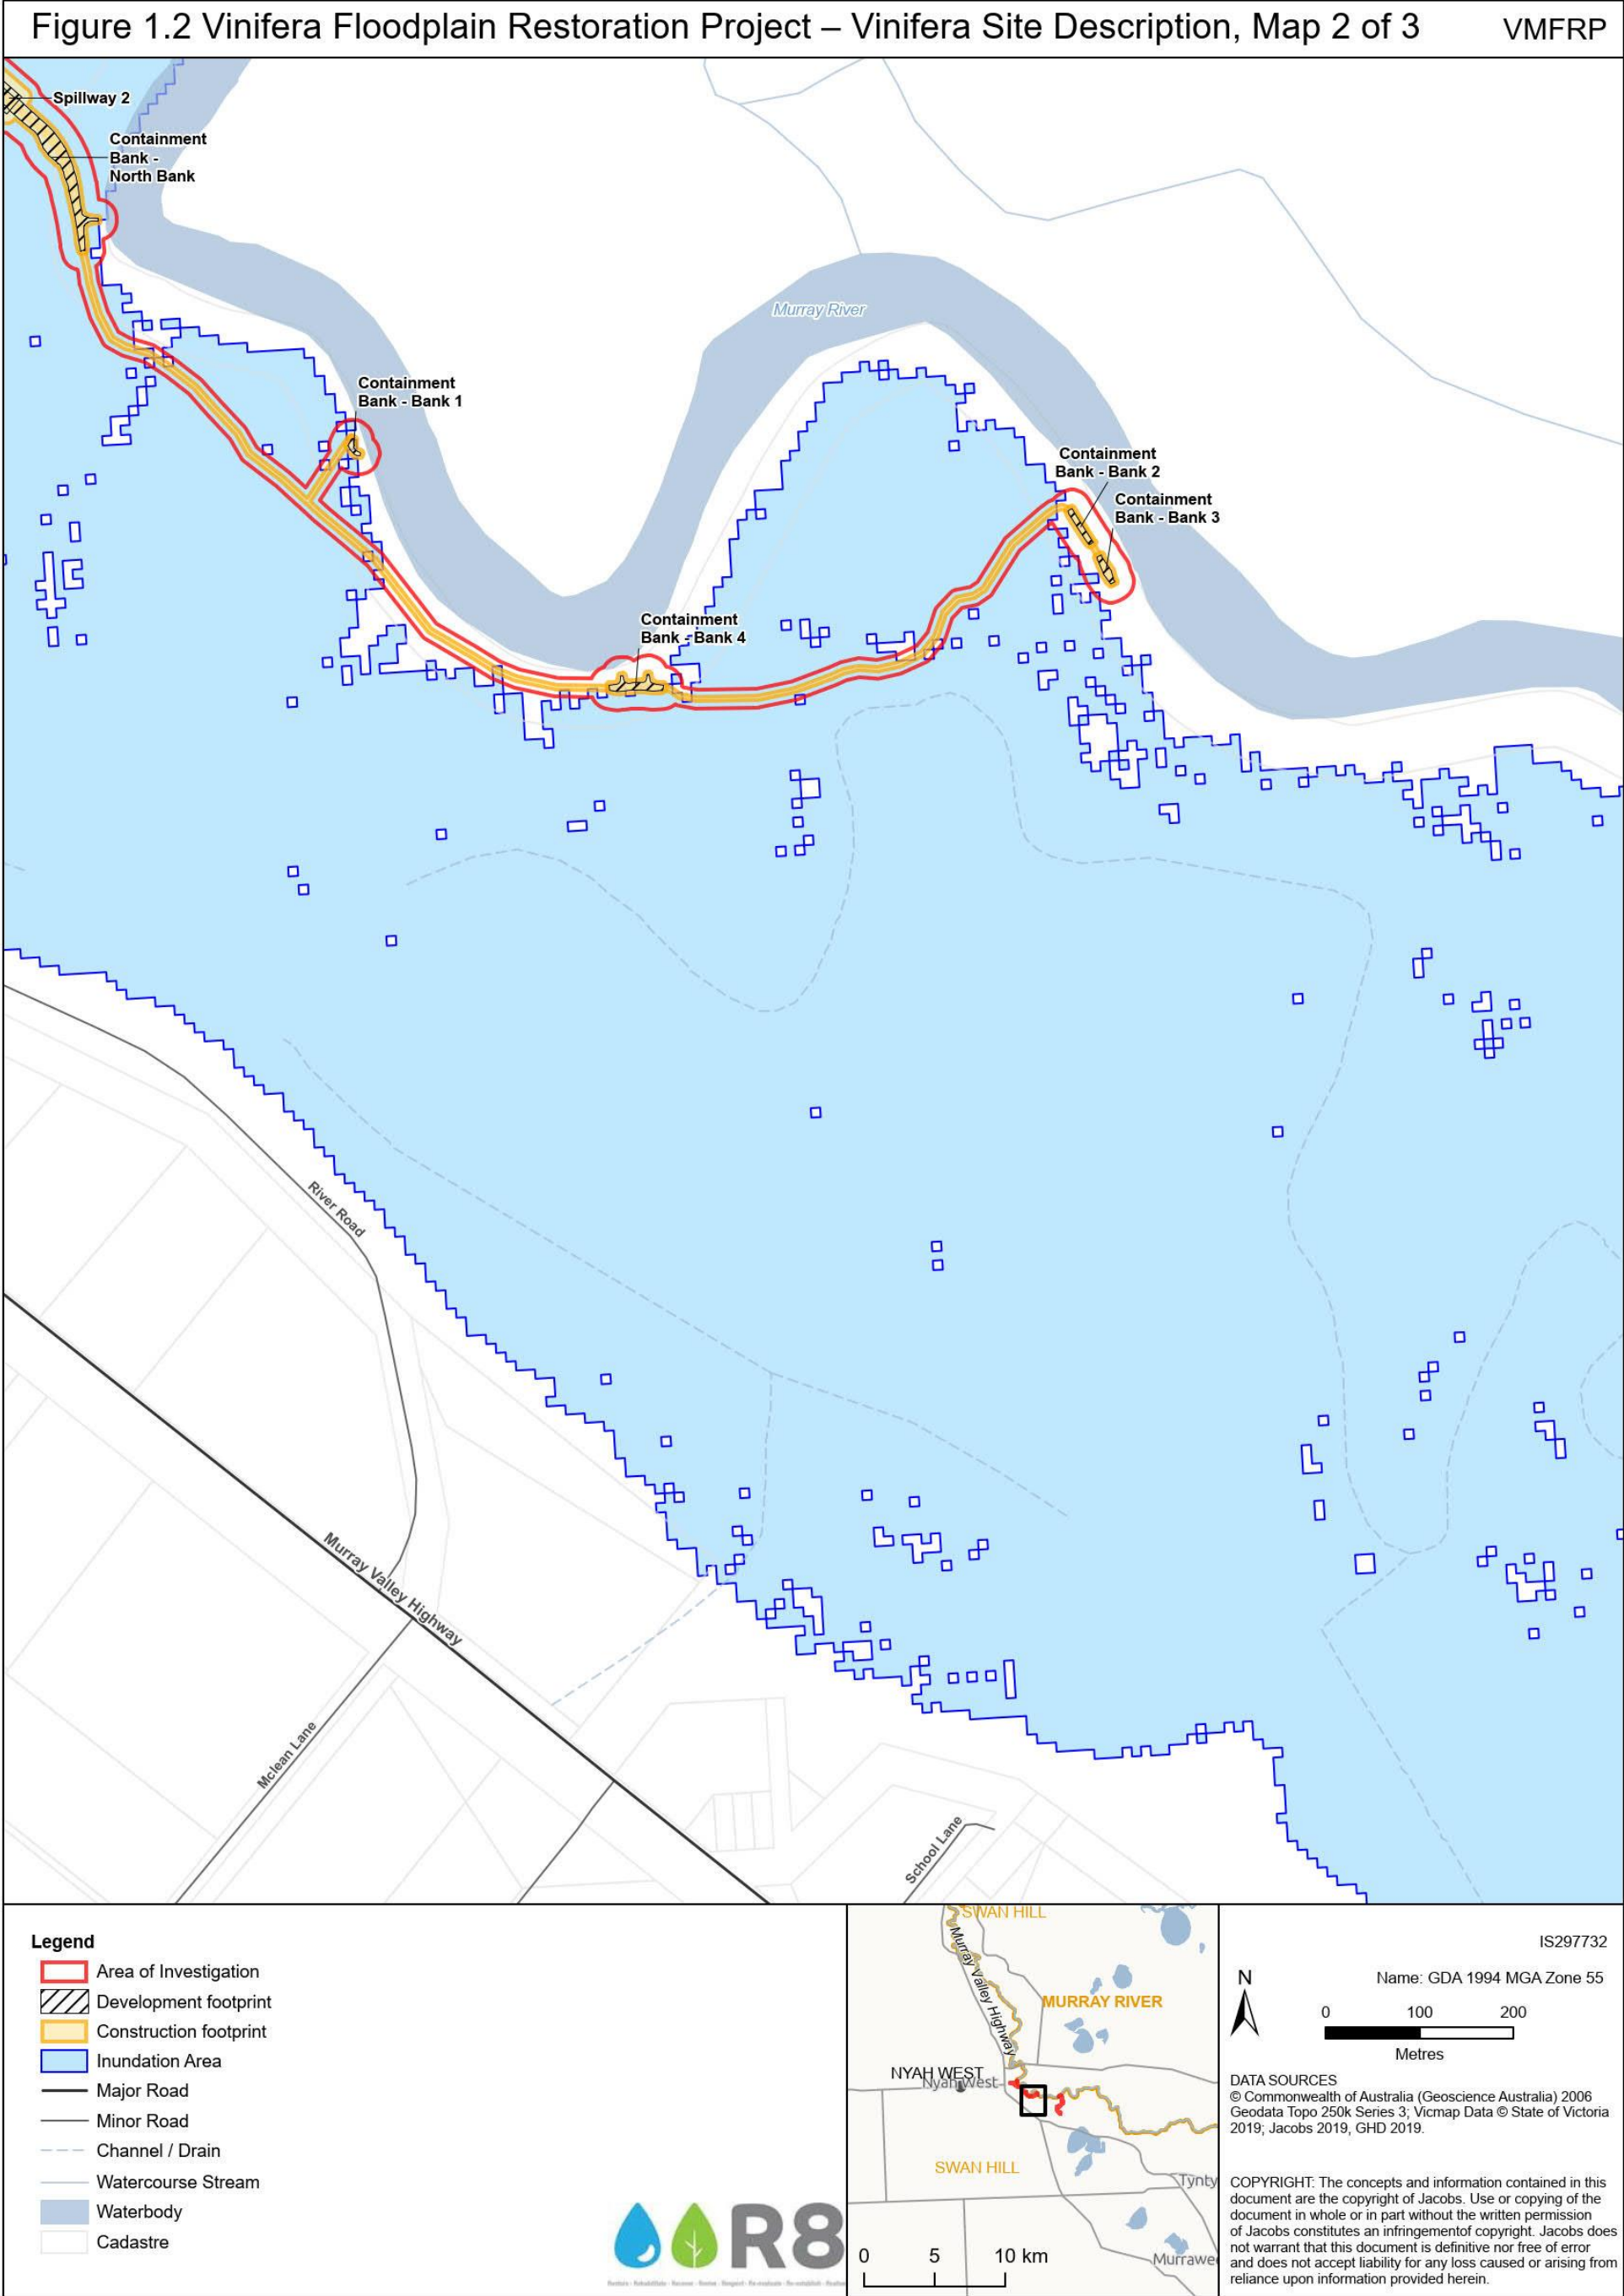 Figure 1.2 Vinifera Floodplain Restoration Project – Vinifera Site Description, Map 2 of 3
VMFRP
Spillway 2
Containment
Bank -
North Bank
Murray River
Containment
Bank - Bank 1
Containment
Bank - Bank 2
Containment
Bank - Bank 3
Containment
Bank - Bank 4
River Road
Murray Valley Highway
Mclean Lane
School Lane
Legend
Area of Investigation
Development footprint
Construction footprint
Inundation Area
Major Road
Minor Road
Channel / Drain
Watercourse Stream
Waterbody
Cadastre
R8
SWAN HILL
Murray Valley Highway
MURRAY RIVER
NYAH WEST
Nyah West
SWAN HILL
Tynty
Murrawe
0 5 10 km
IS297732
N
Name: GDA 1994 MGA Zone 55
0 100 200
Metres
DATA SOURCES
© Commonwealth of Australia (Geoscience Australia) 2006
Geodata Topo 250k Series 3; Vicmap Data © State of Victoria
2019; Jacobs 2019, GHD 2019.
COPYRIGHT: The concepts and information contained in this
document are the copyright of Jacobs. Use or copying of the
document in whole or in part without the written permission
of Jacobs constitutes an infringementof copyright. Jacobs does
not warrant that this document is definitive nor free of error
and does not accept liability for any loss caused or arising from
reliance upon information provided herein.